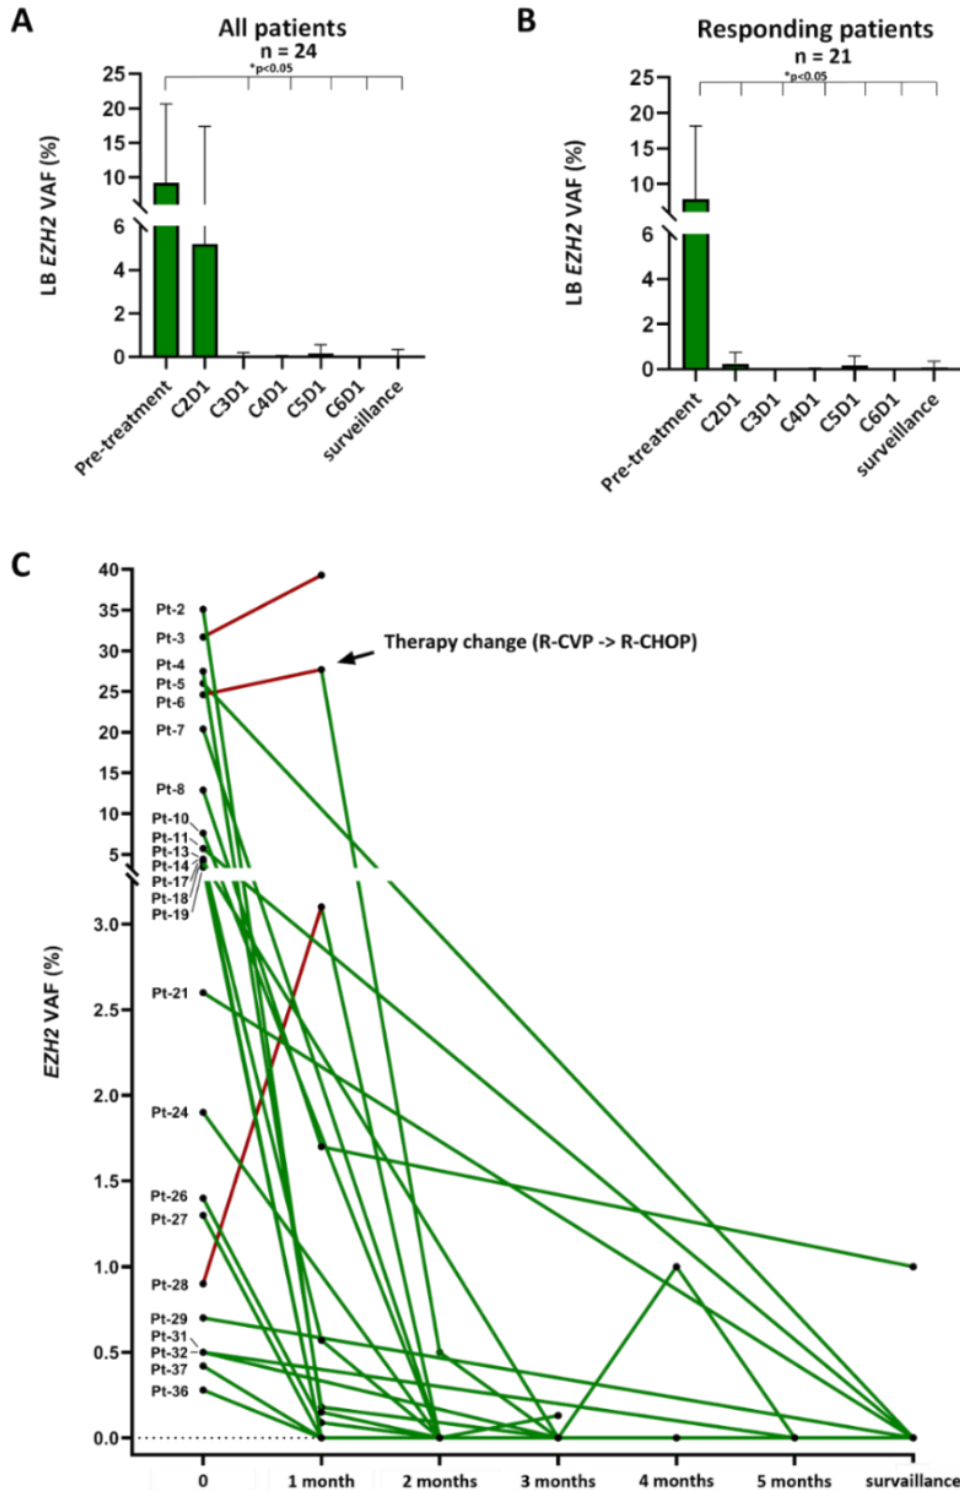 A
All patients
n = 24
*p<0.05
LB EZH2 VAF (%)
25
20
15
10
6
4
2
0
Pre-treatment
C2D1
C3D1
C4D1
C5D1
C6D1
surveillance
B
Responding patients
n = 21
*p<0.05
LB EZH2 VAF (%)
25
20
15
10
6
4
2
0
Pre-treatment
C2D1
C3D1
C4D1
C5D1
C6D1
surveillance
C
EZH2 VAF (%)
40
35
30
25
20
15
10
5
3.0
2.5
2.0
1.5
1.0
0.5
0.0
Pt-2
Pt-3
Pt-4
Pt-5
Pt-6
Pt-7
Pt-8
Pt-10
Pt-11
Pt-13
Pt-14
Pt-17
Pt-18
Pt-19
Pt-21
Pt-24
Pt-26
Pt-27
Pt-28
Pt-29
Pt-31
Pt-32
Pt-37
Pt-36
Therapy change (R-CVP -> R-CHOP)
0
1 month
2 months
3 months
4 months
5 months
survaillance